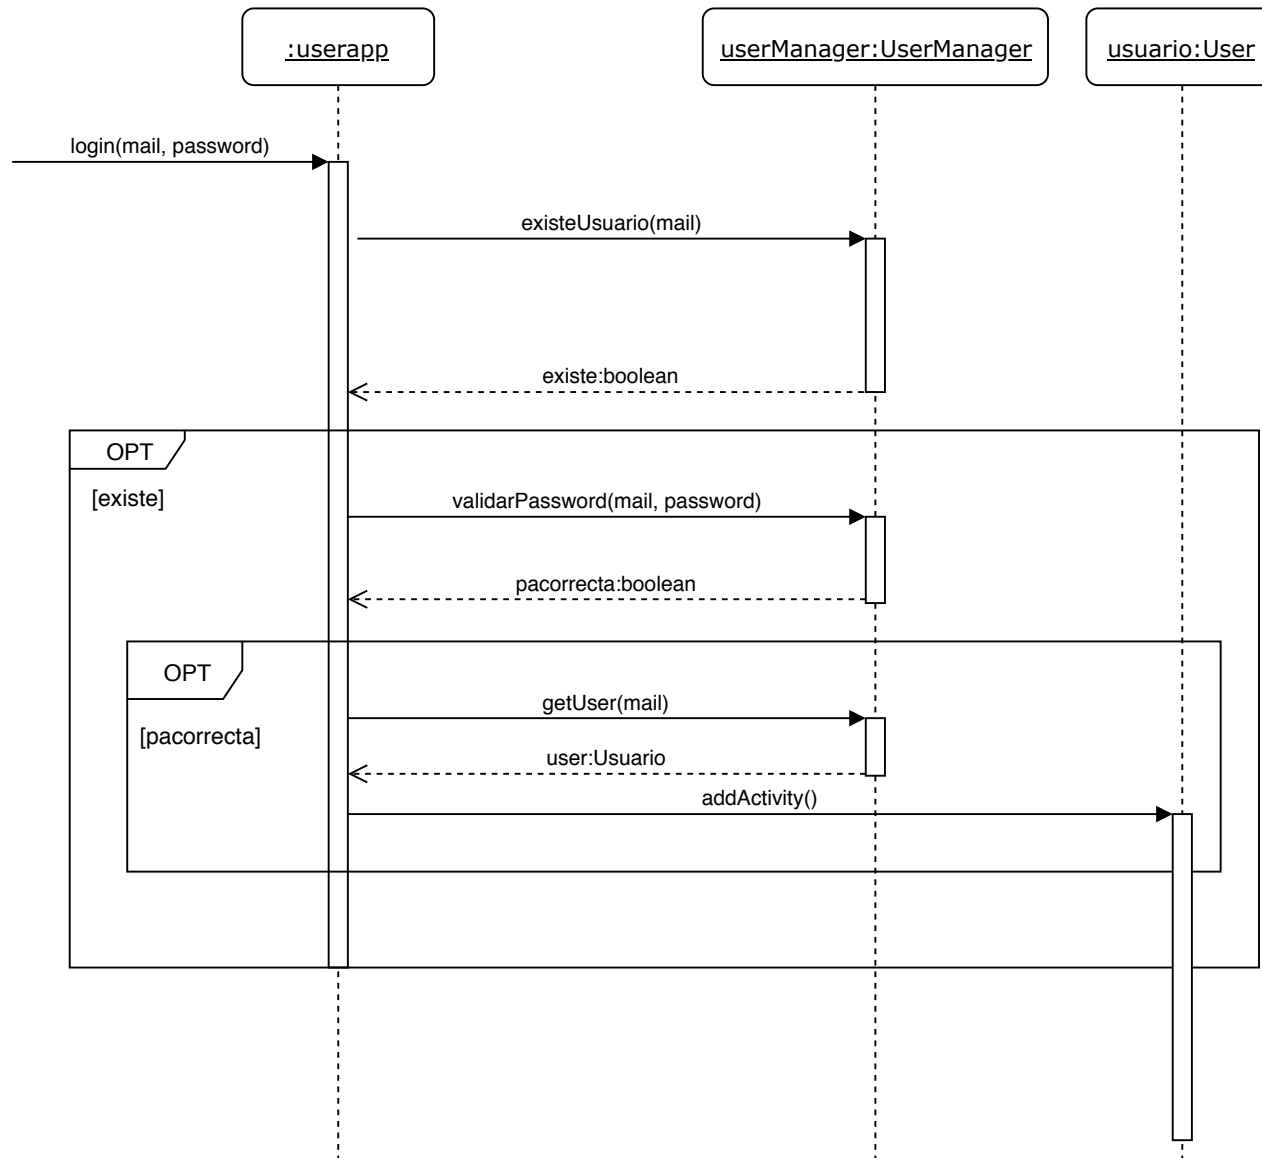 :userapp
userManager:UserManager
usuario:User
login(mail, password)
existeUsuario(mail)
existe:boolean
OPT
[existe]
validarPassword(mail, password)
pacorrecta:boolean
OPT
getUser(mail)
[pacorrecta]
user:Usuario
addActivity()